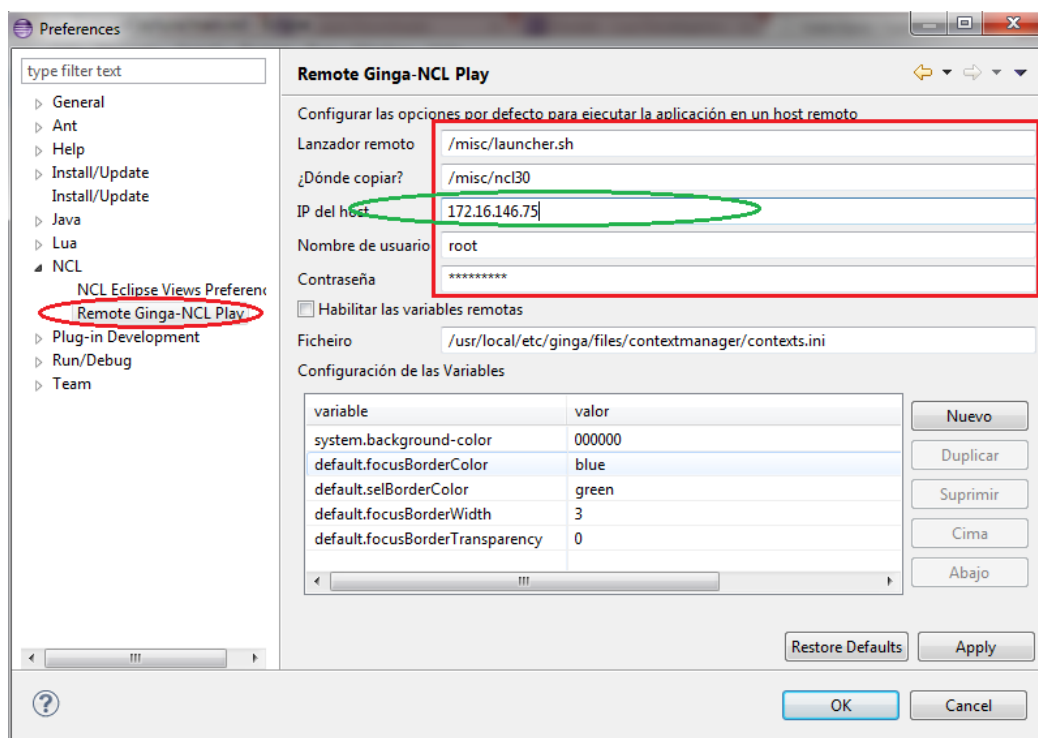 Preferences
type filter text
General
Ant
Help
Install/Update
Install/Update
Java
Lua
NCL
NCL Eclipse Views Preferenc
Remote Ginga-NCL Play
Plug-in Development
Run/Debug
Team
Remote Ginga-NCL Play
Configurar las opciones por defecto para ejecutar la aplicación en un host remoto
Lanzador remoto /misc/launcher.sh
¿Dónde copiar? /misc/ncl30
IP del host 172.16.146.75
Nombre de usuario root
Contraseña *********
Habilitar las variables remotas
Ficheiro /usr/local/etc/ginga/files/contextmanager/contexts.ini
Configuración de las Variables
variable valor
system.background-color 000000
default.focusBorderColor blue
default.selBorderColor green
default.focusBorderWidth 3
default.focusBorderTransparency 0
Nuevo
Duplicar
Suprimir
Cima
Abajo
Restore Defaults Apply
OK Cancel